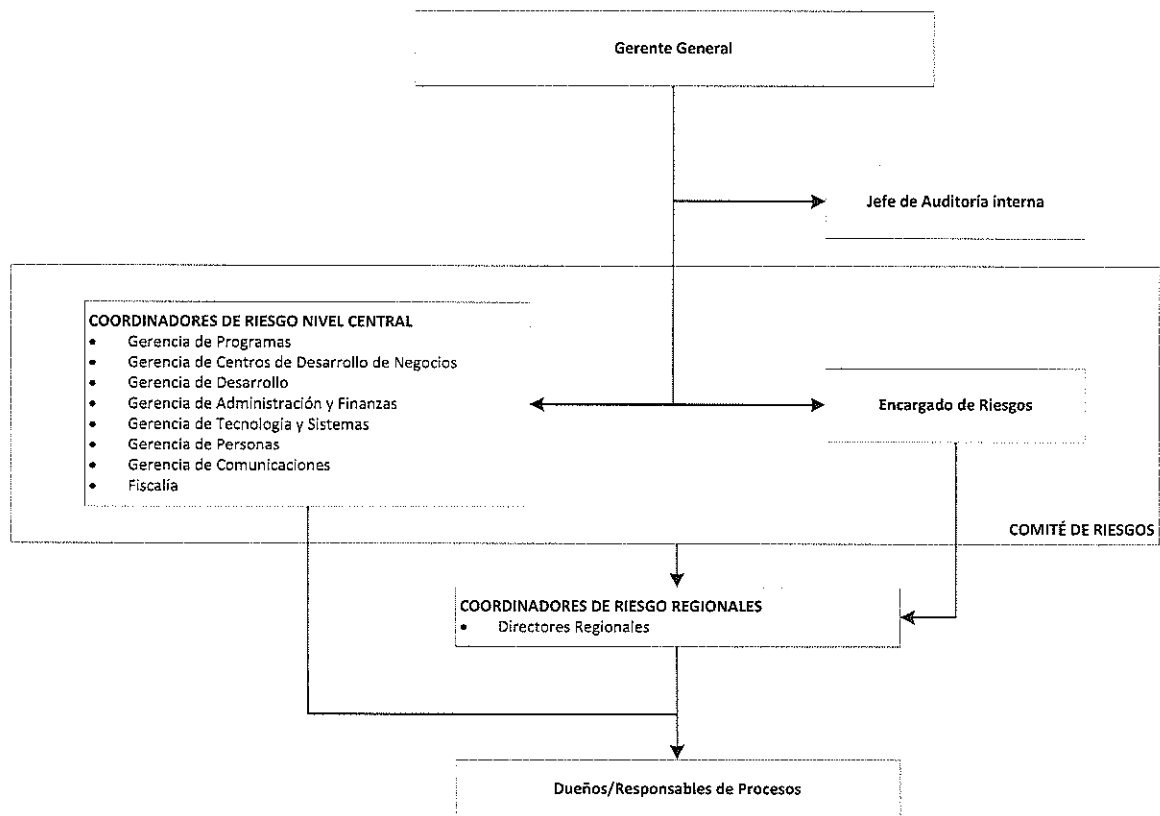 Gerente General
Jefe de Auditoría interna
COORDINADORES DE RIESGO NIVEL CENTRAL
• Gerencia de Programas
• Gerencia de Centros de Desarrollo de Negocios
• Gerencia de Desarrollo
• Gerencia de Administración y Finanzas
• Gerencia de Tecnología y Sistemas
• Gerencia de Personas
• Gerencia de Comunicaciones
• Fiscalía
Encargado de Riesgos
COMITÉ DE RIESGOS
COORDINADORES DE RIESGO REGIONALES
• Directores Regionales
Dueños/Responsables de Procesos